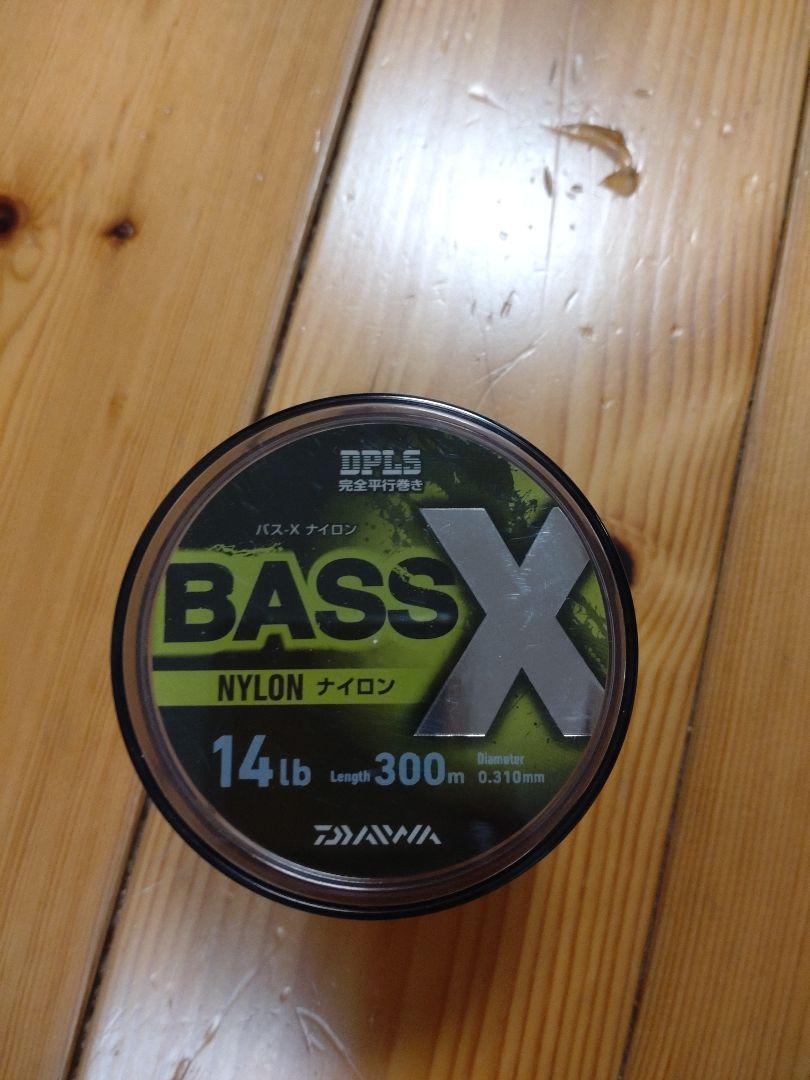 DPLS
完全平行巻き
バス-X ナイロン
BASS X
NYLON ナイロン
14lb Length 300m Diameter 0.310mm
DAIWA